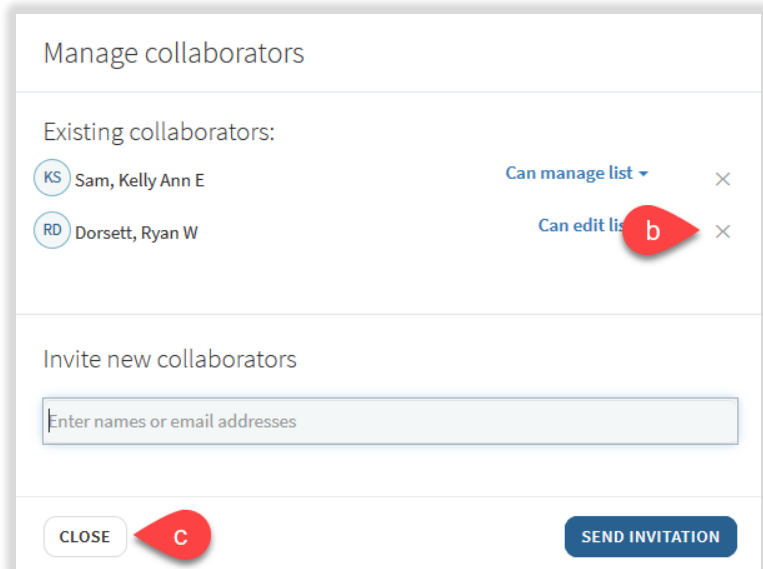 Manage collaborators
Existing collaborators:
KS Sam, Kelly Ann E Can manage list
RD Dorsett, Ryan W Can edit b
Invite new collaborators
Enter names or email addresses
CLOSE c SEND INVITATION